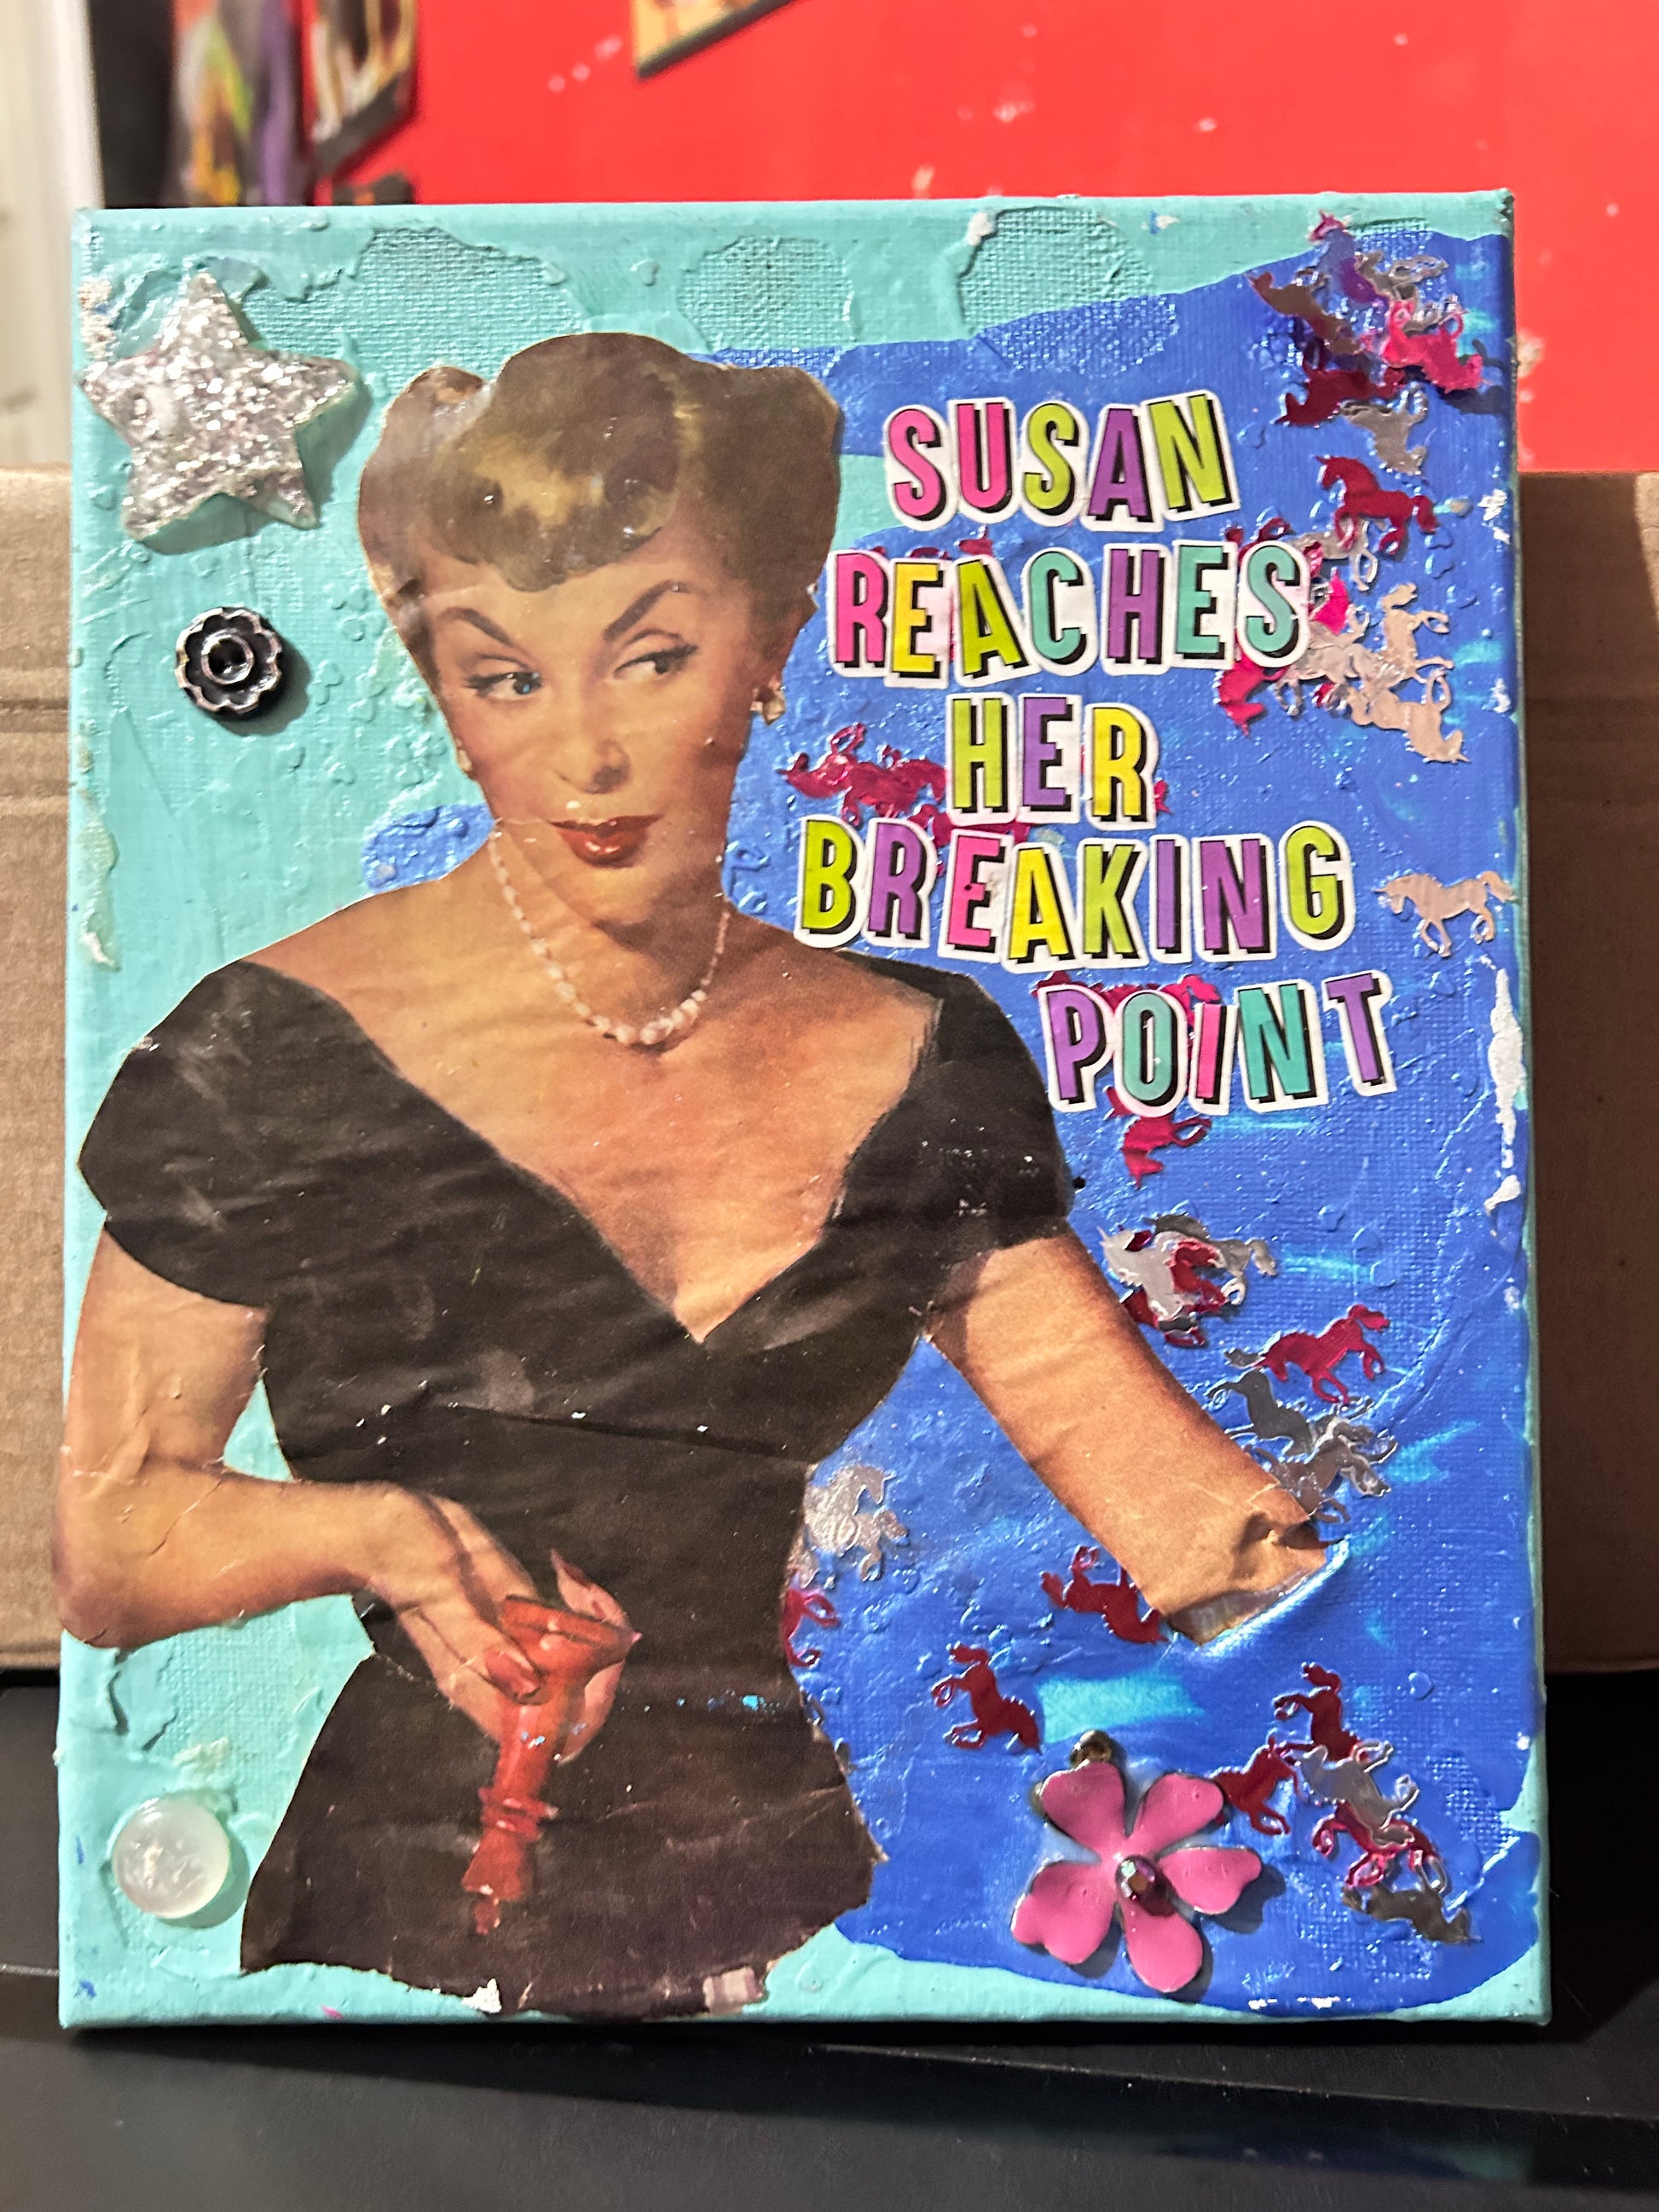 SUSAN
REACHES
HER
BREAKING
POINT